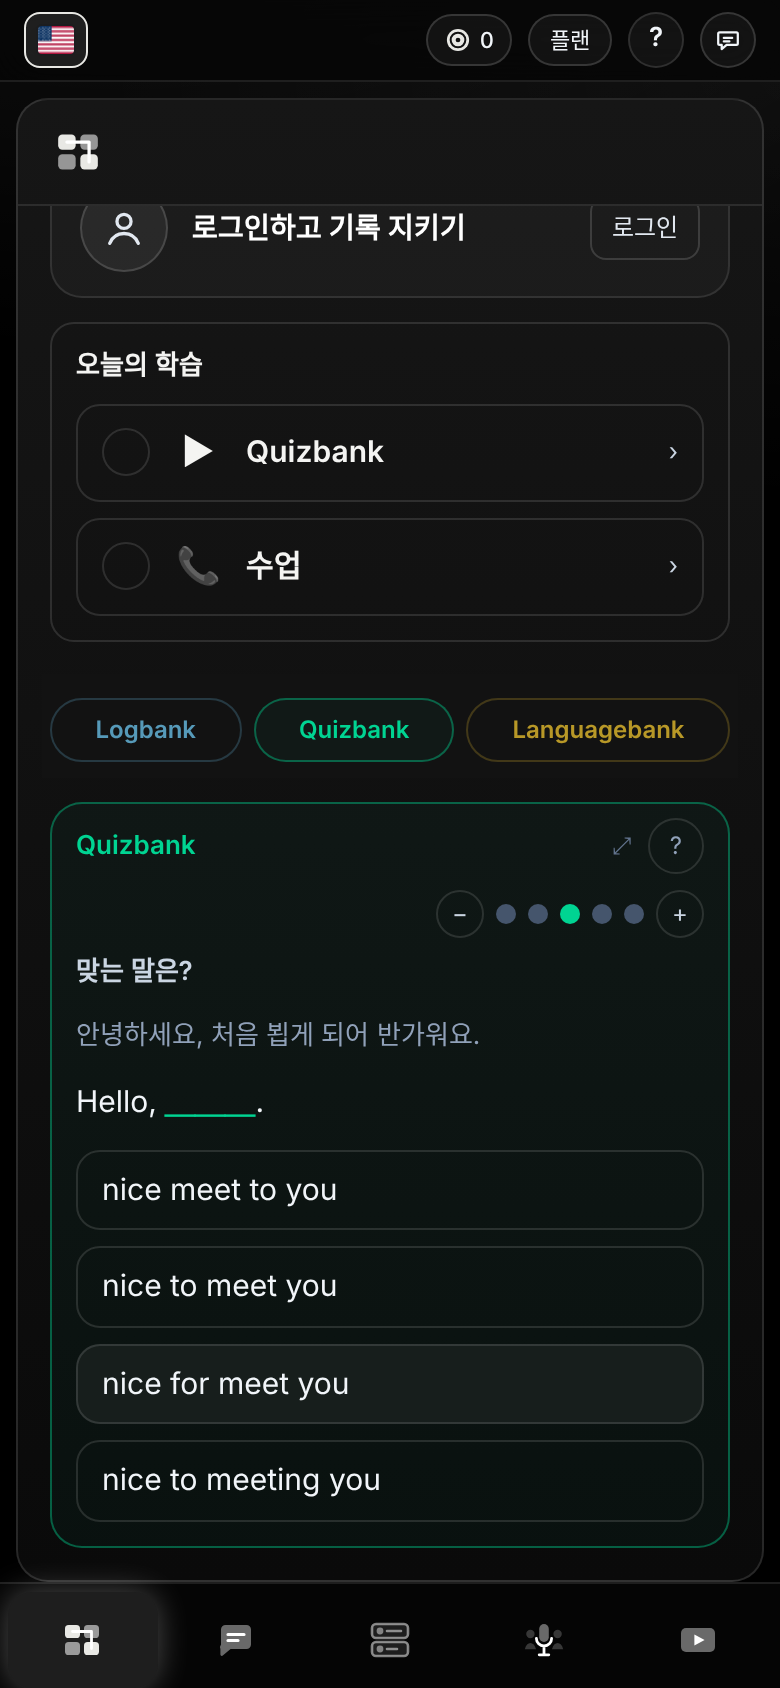 0
플랜
?
로그인하고 기록 지키기
로그인
오늘의 학습
Quizbank
›
수업
›
Logbank
Quizbank
Languagebank
Quizbank
?
−
+
맞는 말은?
안녕하세요, 처음 뵙게 되어 반가워요.
Hello, ______.
nice meet to you
nice to meet you
nice for meet you
nice to meeting you